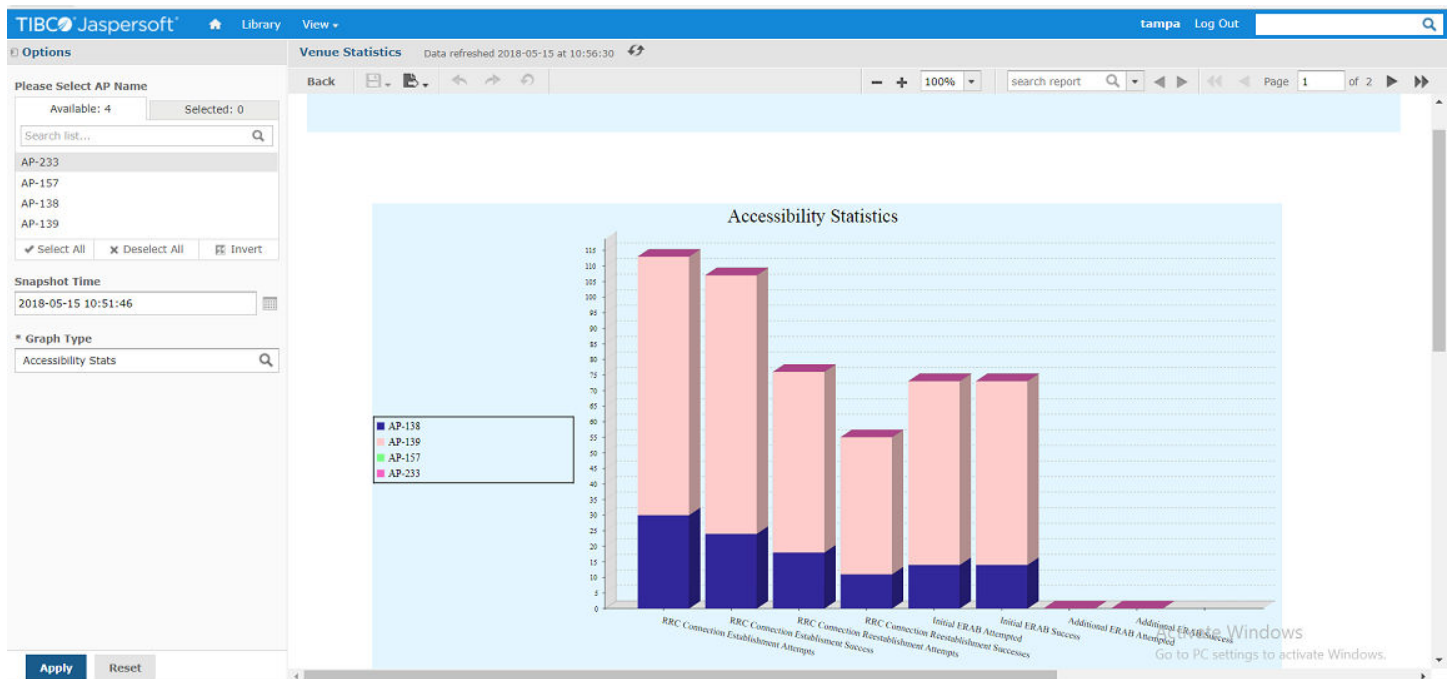 TIBCO Jaspersoft Library View tampa Log Out
Options
Venue Statistics Data refreshed 2018-05-15 at 10:56:30
Back 100% search report Page 1 of 2
Please Select AP Name
Available: 4 Selected: 0
Search list...
AP-233
AP-157
AP-138
AP-139
Select All Deselect All Invert
Snapshot Time
2018-05-15 10:51:46
* Graph Type
Accessibility Stats
Apply Reset
Accessibility Statistics
115
110
105
100
95
90
85
80
75
70
65
60
55
50
45
40
35
30
25
20
15
10
5
0
AP-138
AP-139
AP-157
AP-233
RRC Connection Establishment Attempts
RRC Connection Establisment Success
RRC Connection Reestablishment Attempts
RRC Connection Reestablishment Successes
Initial ERAB Attempted
Initial ERAB Success
Additional ERAB Attempted
Additional ERAB Success
Activate Windows
Go to PC settings to activate Windows.